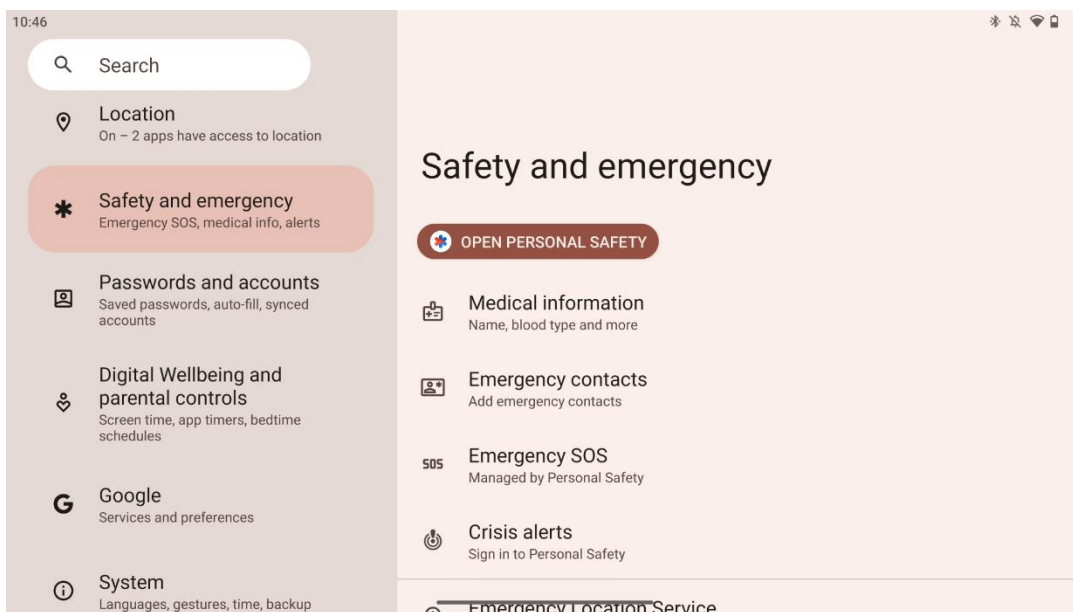 10:46
Search
Location
On – 2 apps have access to location
Safety and emergency
Emergency SOS, medical info, alerts
Passwords and accounts
Saved passwords, auto-fill, synced
accounts
Digital Wellbeing and
parental controls
Screen time, app timers, bedtime
schedules
Google
Services and preferences
System
Languages, gestures, time, backup
Safety and emergency
OPEN PERSONAL SAFETY
Medical information
Name, blood type and more
Emergency contacts
Add emergency contacts
SOS
Emergency SOS
Managed by Personal Safety
Crisis alerts
Sign in to Personal Safety
Emergency Location Service